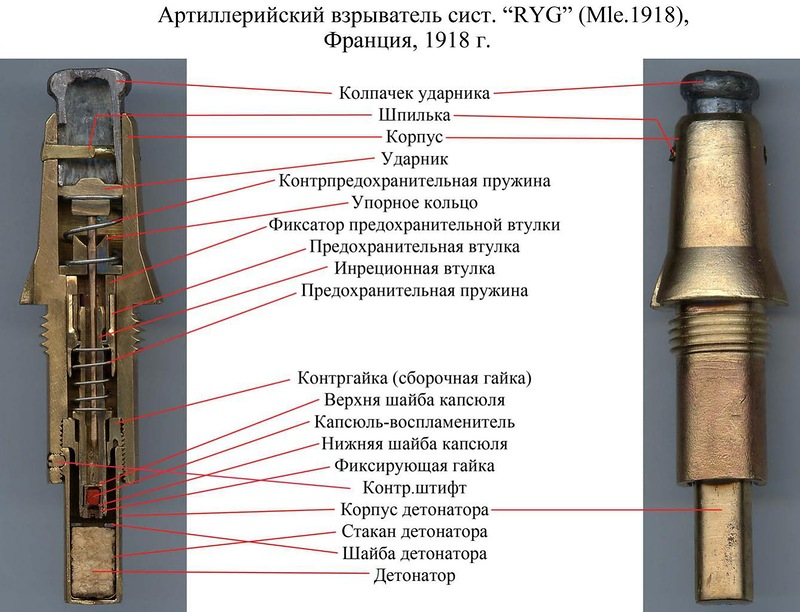 Артиллерийский взрыватель сист. “RYG” (Mle.1918),
Франция, 1918 г.
Колпачек ударника
Шпилька
Корпус
Ударник
Контрпредохранительная пружина
Упорное кольцо
Фиксатор предохранительной втулки
Предохранительная втулка
Инреционная втулка
Предохранительная пружина
Контргайка (сборочная гайка)
Верхня шайба капсюля
Капсюль-воспламенитель
Нижняя шайба капсюля
Фиксирующая гайка
Контр.штифт
Корпус детонатора
Стакан детонатора
Шайба детонатора
Детонатор